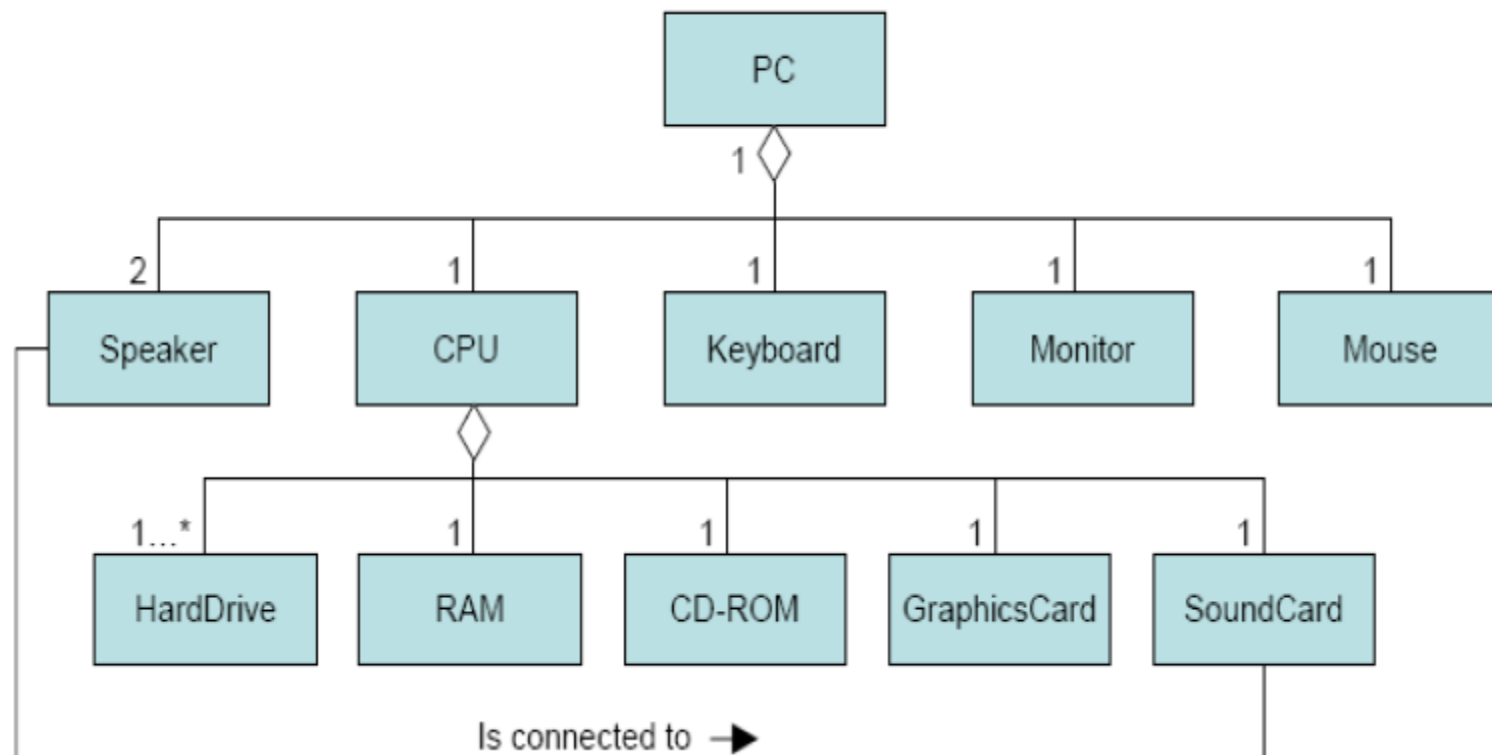 PC
1
2 1 1 1 1
Speaker CPU Keyboard Monitor Mouse
1...* 1 1 1 1
HardDrive RAM CD-ROM GraphicsCard SoundCard
Is connected to